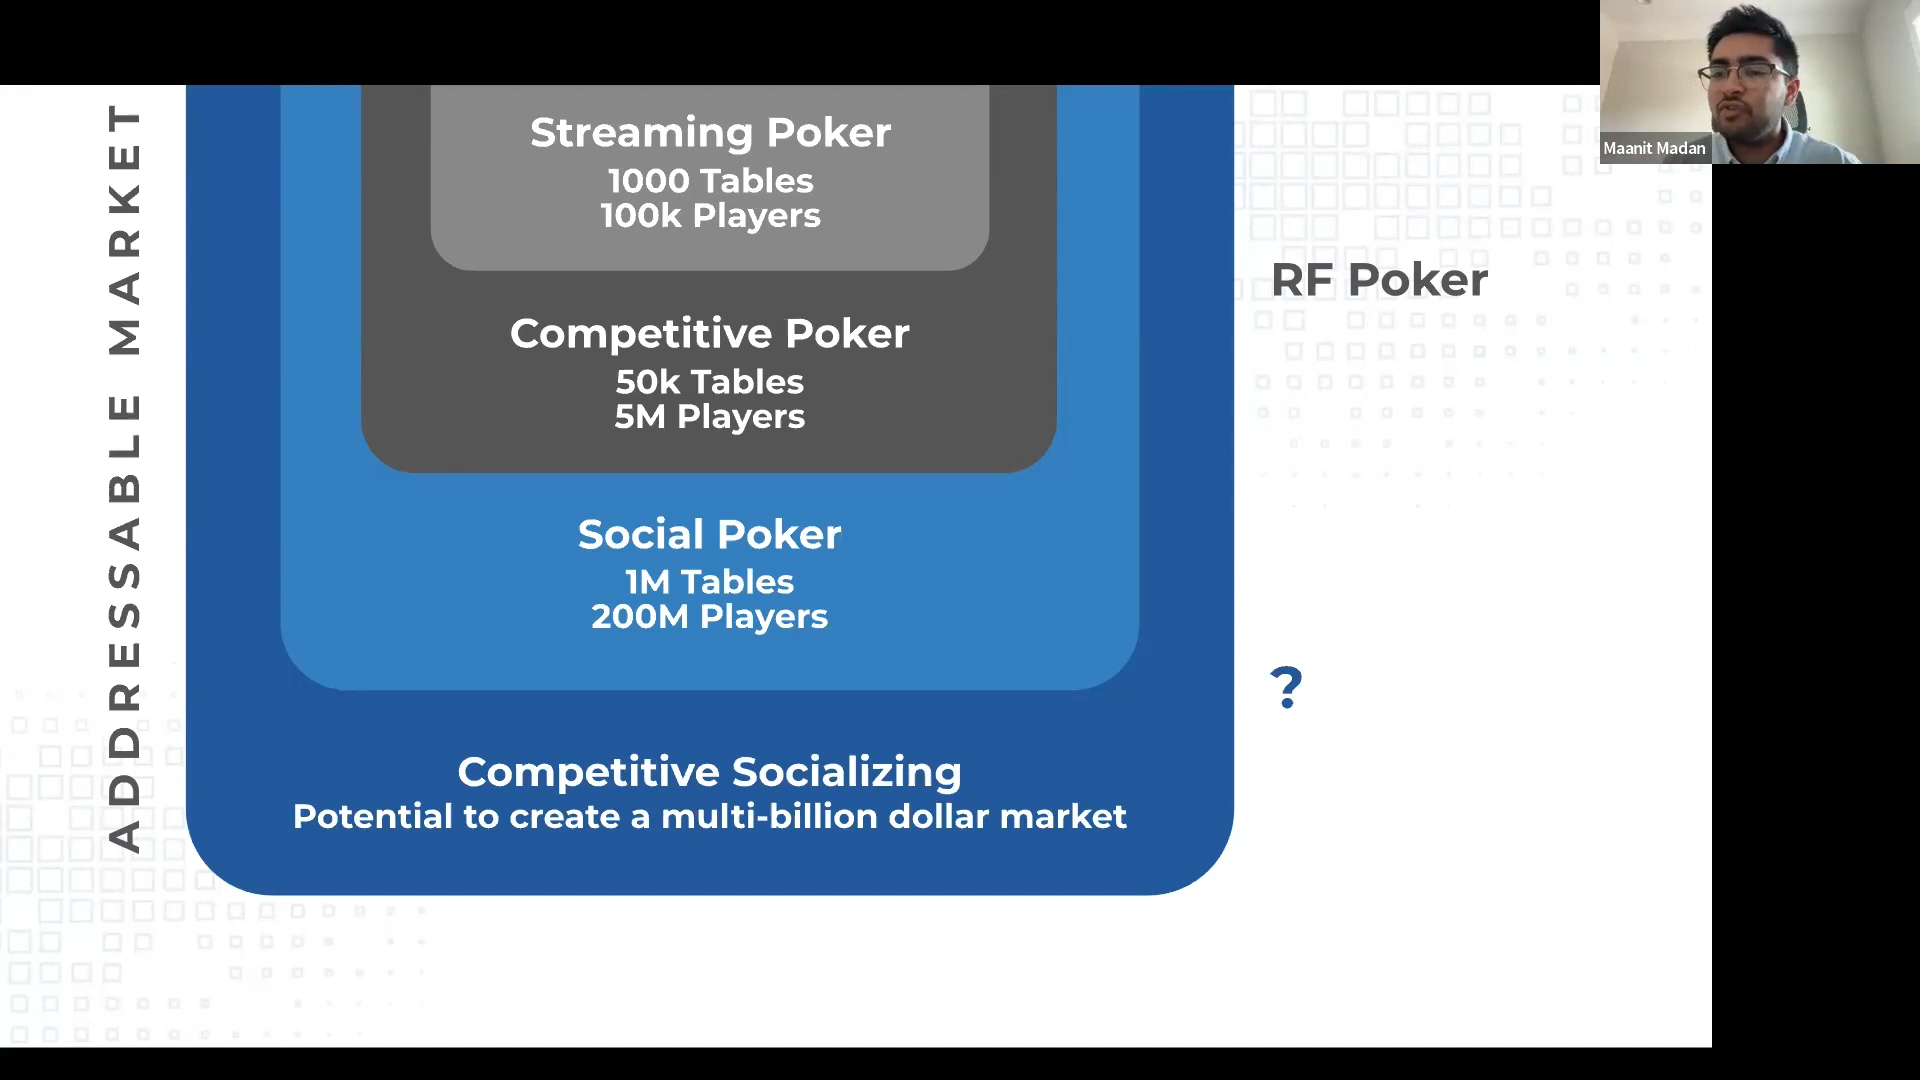 ADDRESSABLE MARKET
Streaming Poker
1000 Tables
100k Players
Competitive Poker
50k Tables
5M Players
Social Poker
1M Tables
200M Players
Competitive Socializing
Potential to create a multi-billion dollar market
RF Poker
?
Maanit Madan